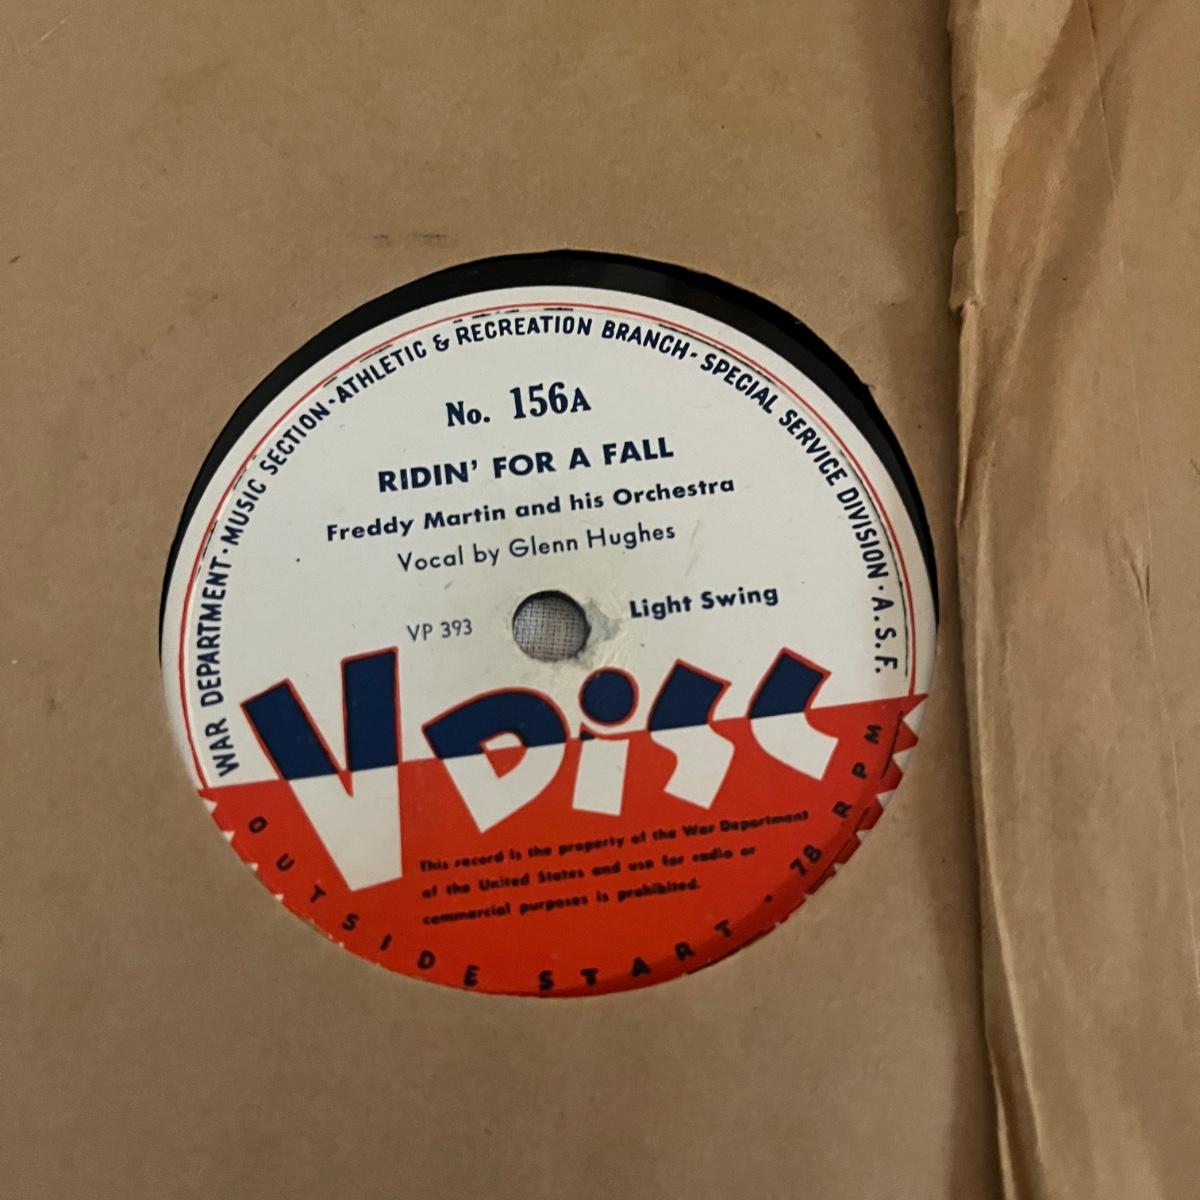 WAR DEPARTMENT·MUSIC SECTION-ATHLETIC & RECREATION BRANCH-SPECIAL SERVICE DIVISION·A.S.F.
No. 156A
RIDIN' FOR A FALL
Freddy Martin and his Orchestra
Vocal by Glenn Hughes
Light Swing
VP 393
V Disc
This record is the property of the War Department
of the United States and use for radio or
commercial purposes is prohibited.
OUTSIDE START · 78 RPM